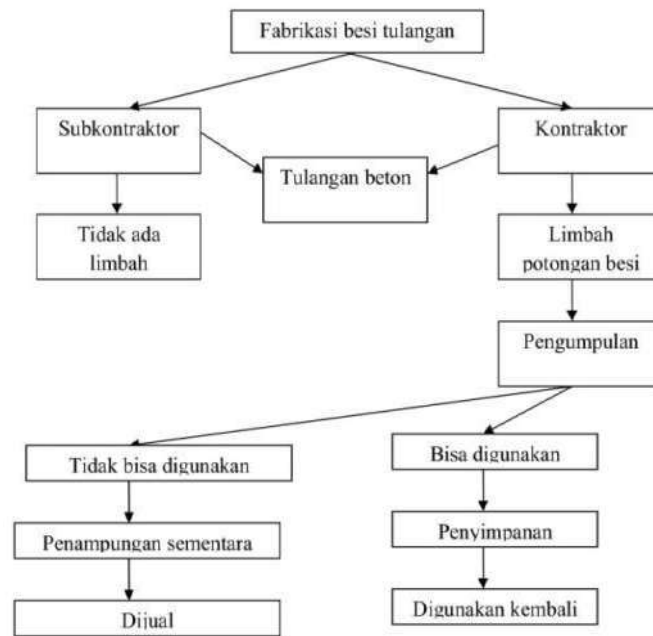 Fabrikasi besi tulangan
Subkontraktor
Kontraktor
Tulangan beton
Tidak ada
limbah
Limbah
potongan besi
Pengumpulan
Tidak bisa digunakan
Bisa digunakan
Penampungan sementara
Penyimpanan
Dijual
Digunakan kembali